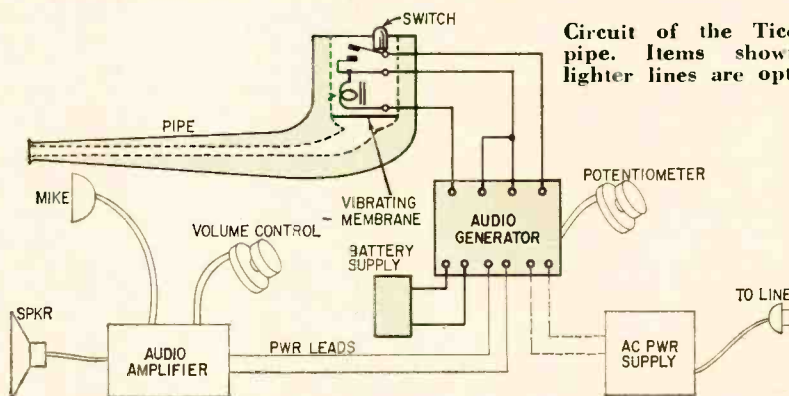 SWITCH
Circuit of the Tico
pipe. Items show
lighter lines are opt
PIPE
MIKE
VIBRATING
MEMBRANE
POTENTIOMETER
VOLUME CONTROL
AUDIO
GENERATOR
BATTERY
SUPPLY
TO LINE
SPKR
AUDIO
AMPLIFIER
PWR LEADS
AC PWR
SUPPLY